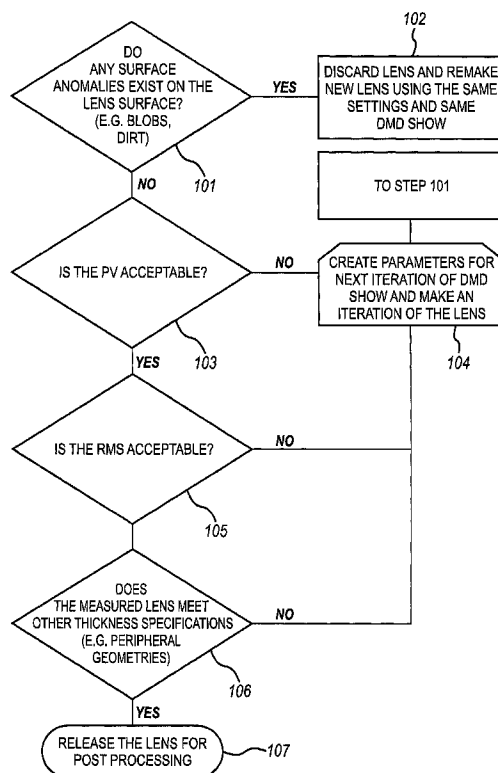 DO
ANY SURFACE
ANOMALIES EXIST ON THE
LENS SURFACE?
(E.G. BLOBS,
DIRT)
101
YES
102
DISCARD LENS AND REMAKE
NEW LENS USING THE SAME
SETTINGS AND SAME
DMD SHOW
NO
TO STEP 101
IS THE PV ACCEPTABLE?
103
NO
CREATE PARAMETERS FOR
NEXT ITERATION OF DMD
SHOW AND MAKE AN
ITERATION OF THE LENS
104
YES
IS THE RMS ACCEPTABLE?
105
NO
DOES
THE MEASURED LENS MEET
OTHER THICKNESS SPECIFICATIONS
(E.G. PERIPHERAL
GEOMETRIES)
106
NO
YES
RELEASE THE LENS FOR
POST PROCESSING
107